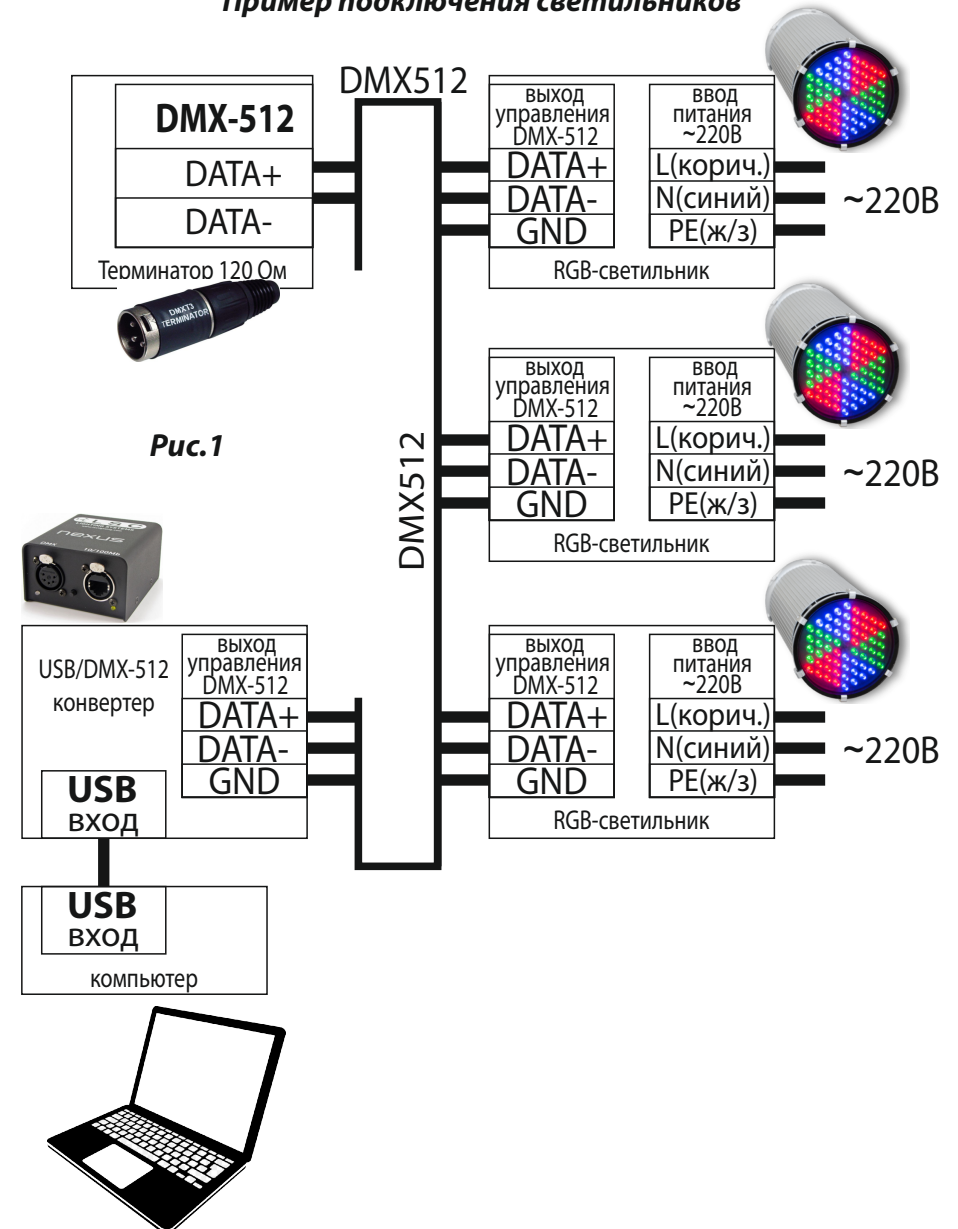 Пример подключения светильников
DMX512
DMX-512
DATA+
DATA-
Терминатор 120 Ом
DMXT3
TERMINATOR
выход
управления
DMX-512
DATA+
DATA-
GND
ввод
питания
~220В
L(корич.)
N(синий)
PE(ж/з)
RGB-светильник
~220В
Рис.1
DMX512
выход
управления
DMX-512
DATA+
DATA-
GND
ввод
питания
~220В
L(корич.)
N(синий)
PE(ж/з)
RGB-светильник
~220В
nexus
DMX
10/100Mb
USB/DMX-512
конвертер
выход
управления
DMX-512
DATA+
DATA-
GND
USB
вход
выход
управления
DMX-512
DATA+
DATA-
GND
ввод
питания
~220В
L(корич.)
N(синий)
PE(ж/з)
RGB-светильник
~220В
USB
вход
компьютер